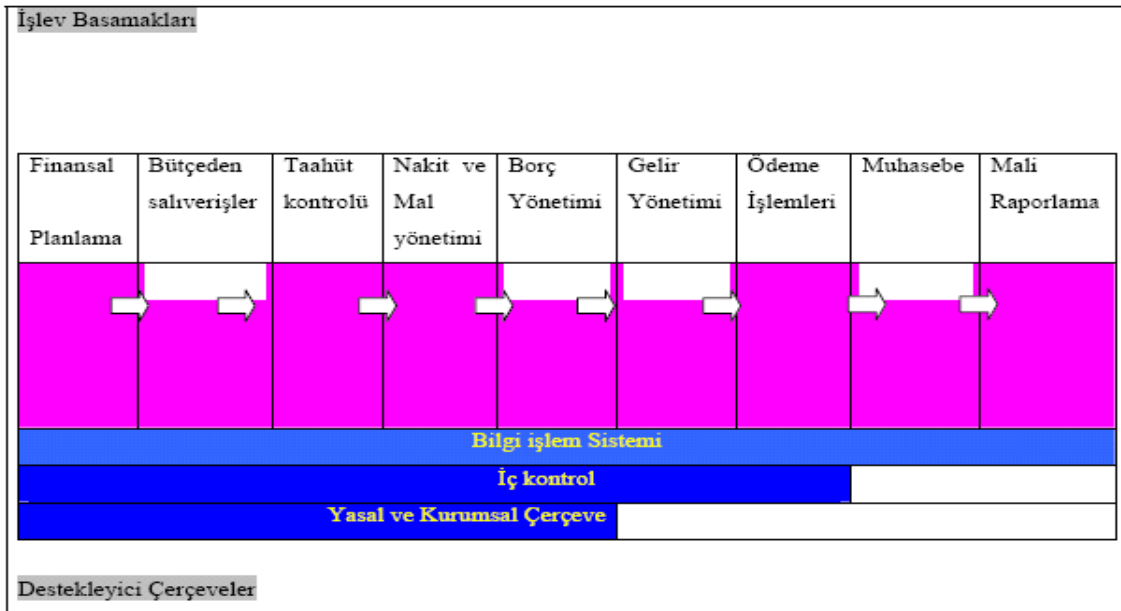 İşlev Basamakları
Finansal
Planlama
Bütçeden
salıverişler
Taahüt
kontrolü
Nakit ve
Mal
yönetimi
Borç
Yönetimi
Gelir
Yönetimi
Ödeme
İşlemleri
Muhasebe
Mali
Raporlama
Bilgi işlem Sistemi
İç kontrol
Yasal ve Kurumsal Çerçeve
Destekleyici Çerçeveler